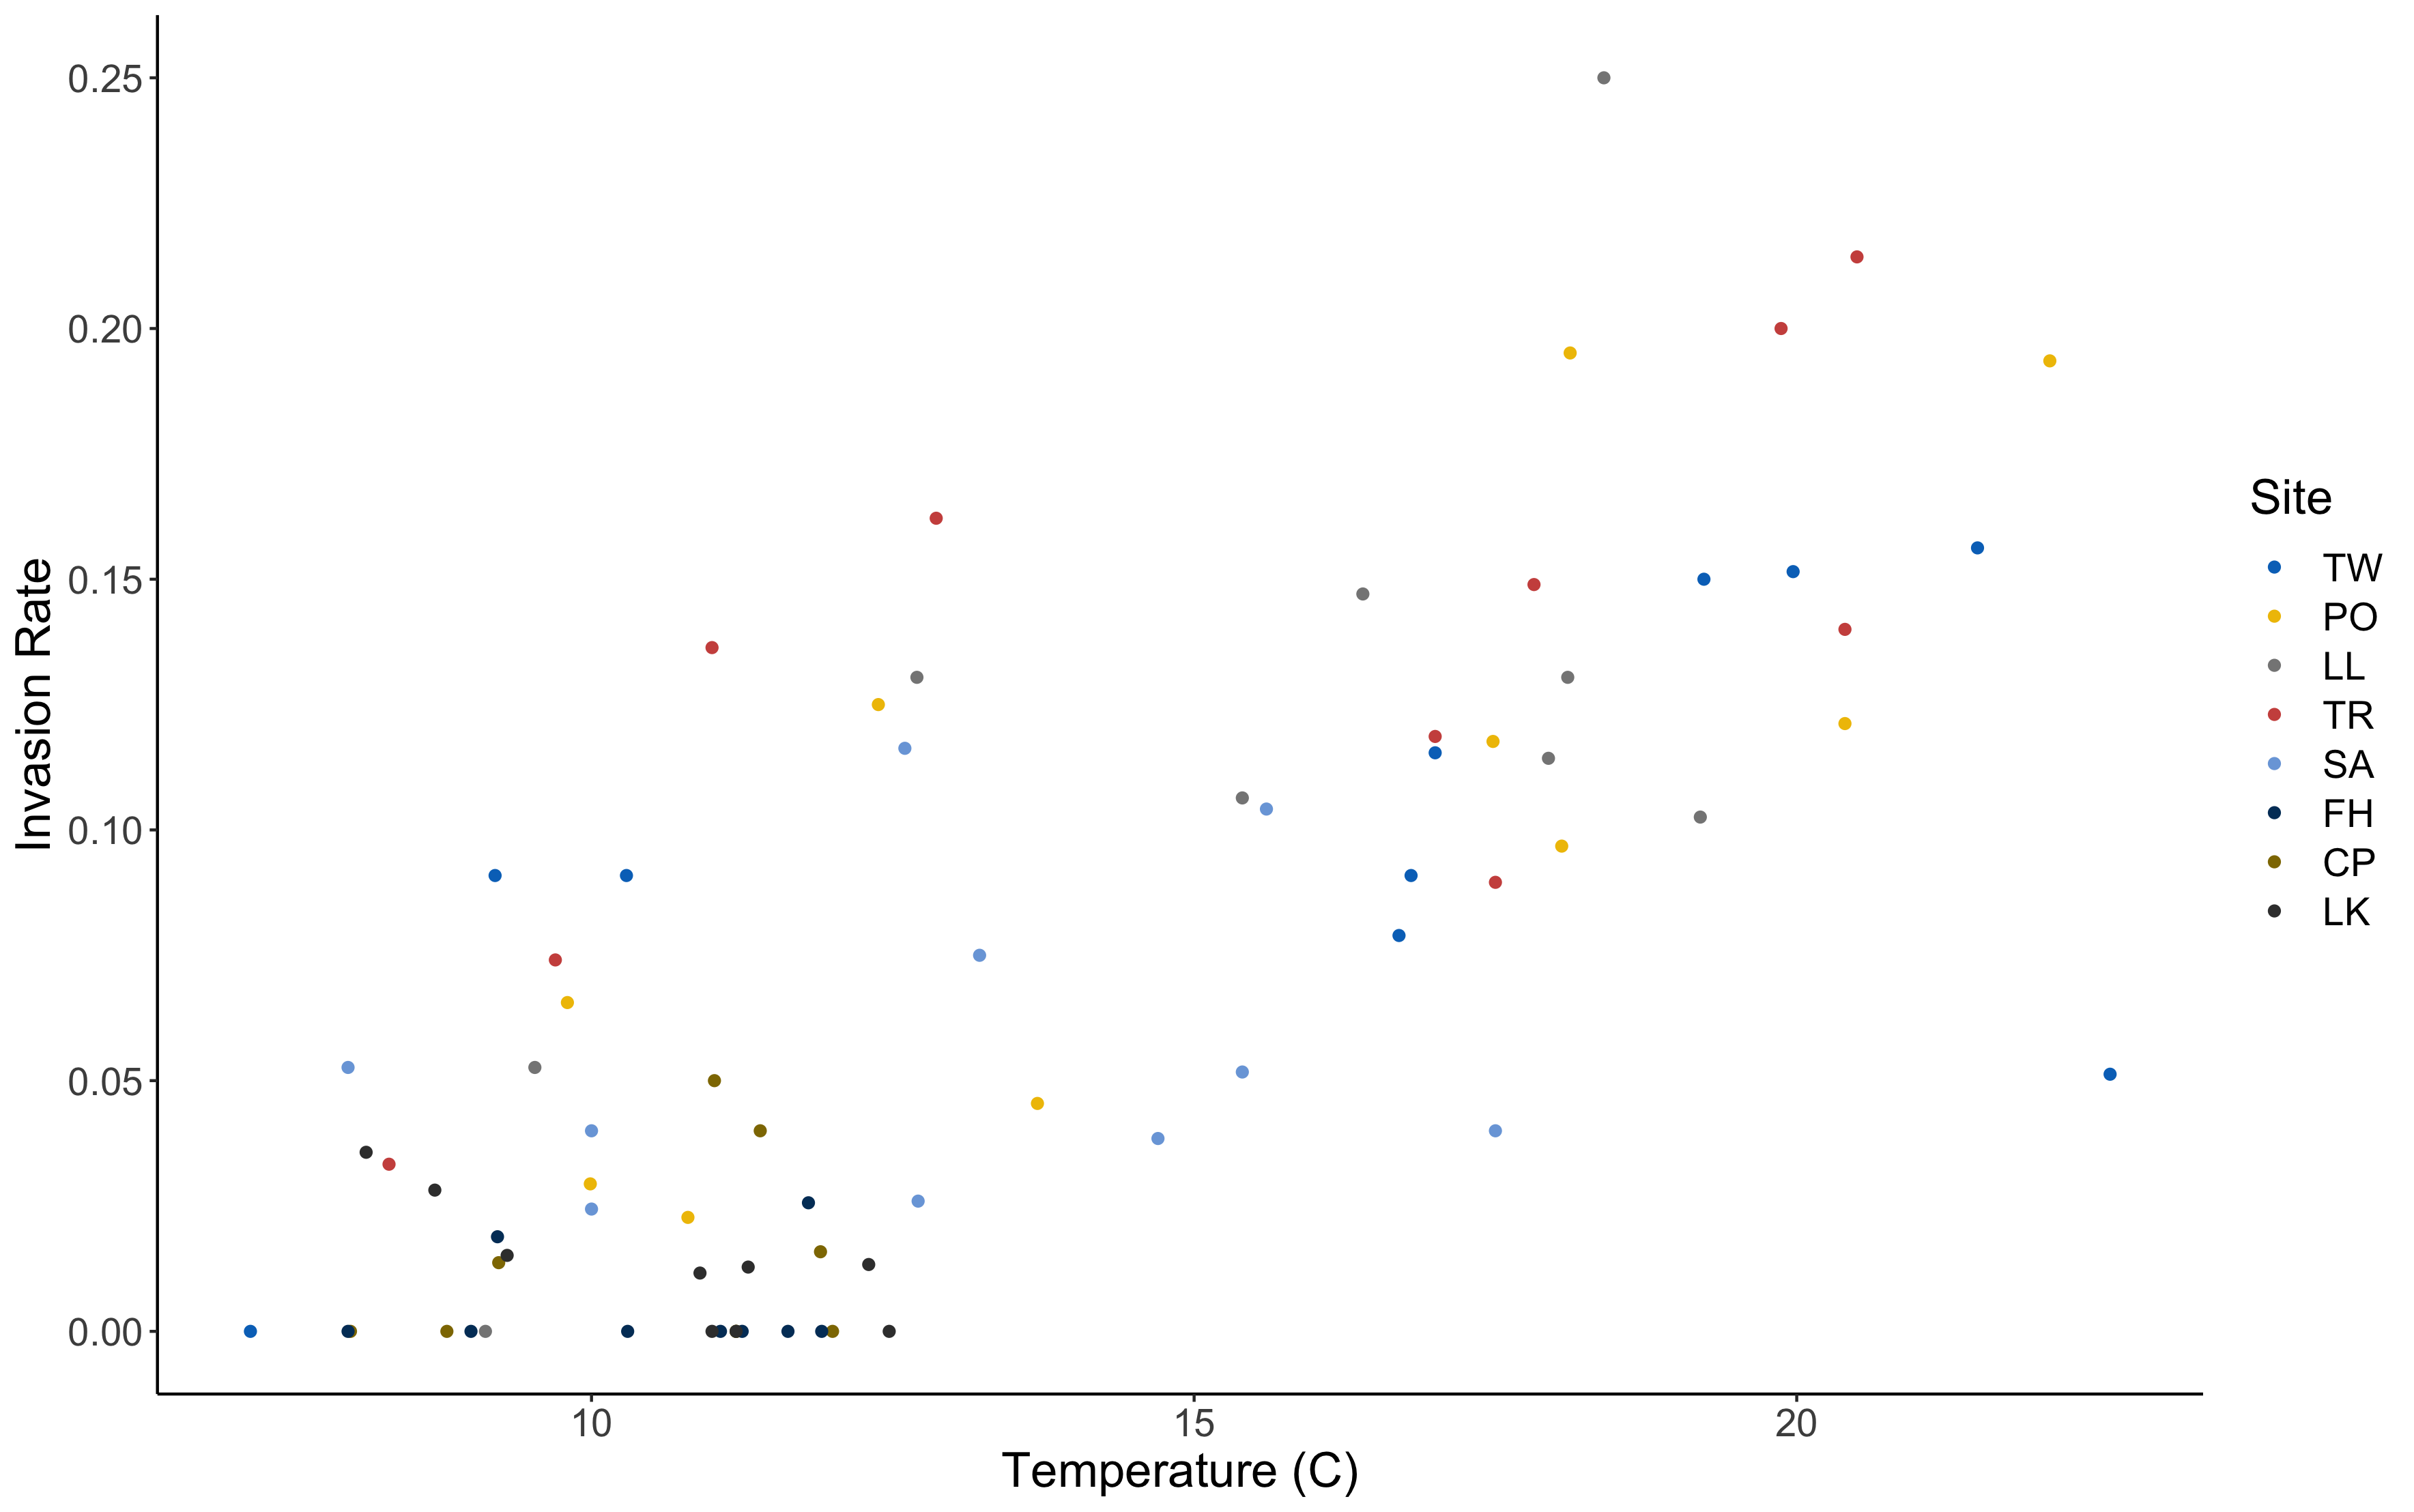 0.25
0.20
0.15
0.10
0.05
0.00
Invasion Rate
10
15
20
Temperature (C)
Site
TW
PO
LL
TR
SA
FH
CP
LK